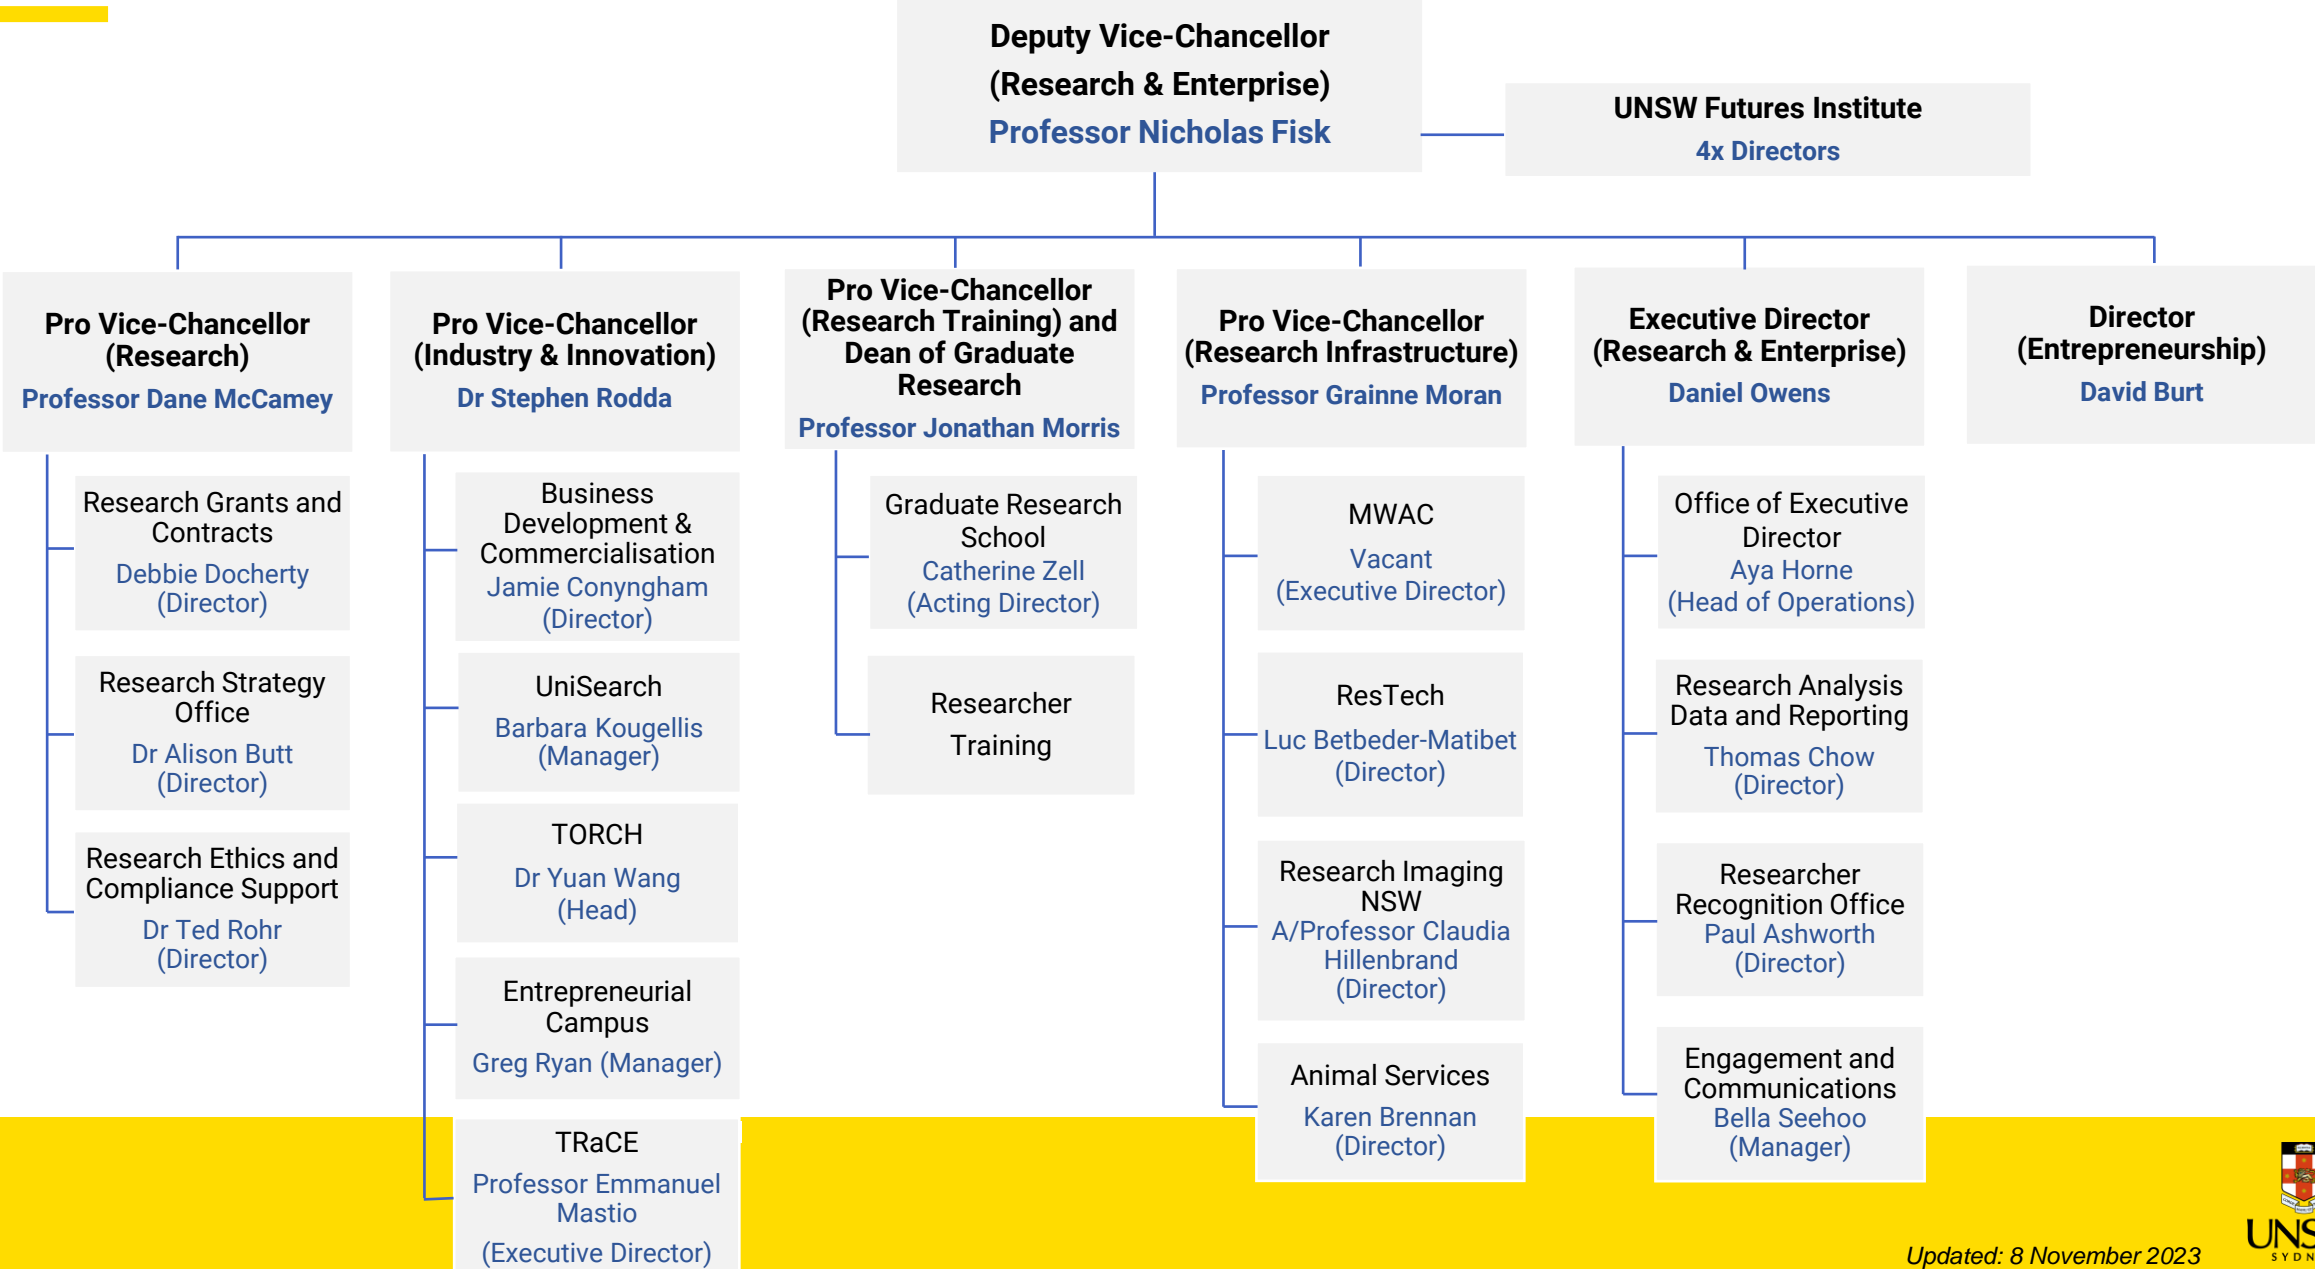 Deputy Vice-Chancellor
(Research & Enterprise)
Professor Nicholas Fisk
UNSW Futures Institute
4x Directors
Pro Vice-Chancellor
(Research)
Professor Dane McCamey
Research Grants and
Contracts
Debbie Docherty
(Director)
Research Strategy
Office
Dr Alison Butt
(Director)
Research Ethics and
Compliance Support
Dr Ted Rohr
(Director)
Pro Vice-Chancellor
(Industry & Innovation)
Dr Stephen Rodda
Business
Development &
Commercialisation
Jamie Conyngham
(Director)
UniSearch
Barbara Kougellis
(Manager)
TORCH
Dr Yuan Wang
(Head)
Entrepreneurial
Campus
Greg Ryan (Manager)
TRaCE
Professor Emmanuel
Mastio
(Executive Director)
Pro Vice-Chancellor
(Research Training) and
Dean of Graduate
Research
Professor Jonathan Morris
Graduate Research
School
Catherine Zell
(Acting Director)
Researcher
Training
Pro Vice-Chancellor
(Research Infrastructure)
Professor Grainne Moran
MWAC
Vacant
(Executive Director)
ResTech
Luc Betbeder-Matibet
(Director)
Research Imaging
NSW
A/Professor Claudia
Hillenbrand
(Director)
Animal Services
Karen Brennan
(Director)
Executive Director
(Research & Enterprise)
Daniel Owens
Office of Executive
Director
Aya Horne
(Head of Operations)
Research Analysis
Data and Reporting
Thomas Chow
(Director)
Researcher
Recognition Office
Paul Ashworth
(Director)
Engagement and
Communications
Bella Seehoo
(Manager)
Director
(Entrepreneurship)
David Burt
Updated: 8 November 2023